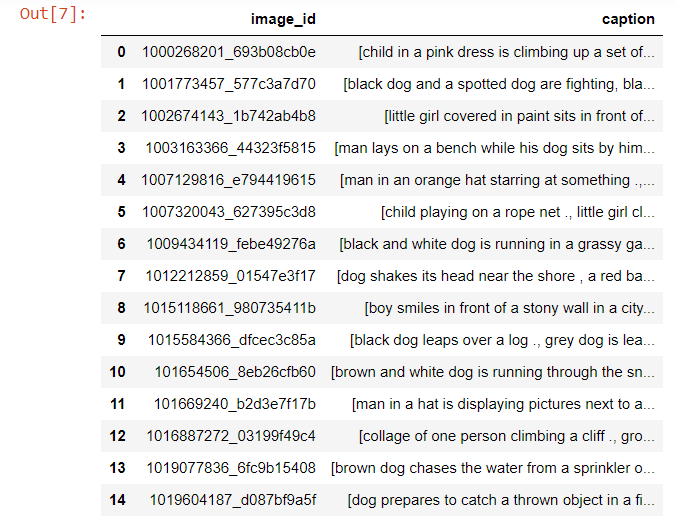 Out[7]:
image_id caption
0 1000268201_693b08cb0e [child in a pink dress is climbing up a set of...
1 1001773457_577c3a7d70 [black dog and a spotted dog are fighting, bla...
2 1002674143_1b742ab4b8 [little girl covered in paint sits in front of...
3 1003163366_44323f5815 [man lays on a bench while his dog sits by him...
4 1007129816_e794419615 [man in an orange hat starring at something .,...
5 1007320043_627395c3d8 [child playing on a rope net ., little girl cl...
6 1009434119_febe49276a [black and white dog is running in a grassy ga...
7 1012212859_01547e3f17 [dog shakes its head near the shore , a red ba...
8 1015118661_980735411b [boy smiles in front of a stony wall in a city...
9 1015584366_dfcec3c85a [black dog leaps over a log ., grey dog is lea...
10 101654506_8eb26cfb60 [brown and white dog is running through the sn...
11 101669240_b2d3e7f17b [man in a hat is displaying pictures next to a...
12 1016887272_03199f49c4 [collage of one person climbing a cliff ., gro...
13 1019077836_6fc9b15408 [brown dog chases the water from a sprinkler o...
14 1019604187_d087bf9a5f [dog prepares to catch a thrown object in a fi...